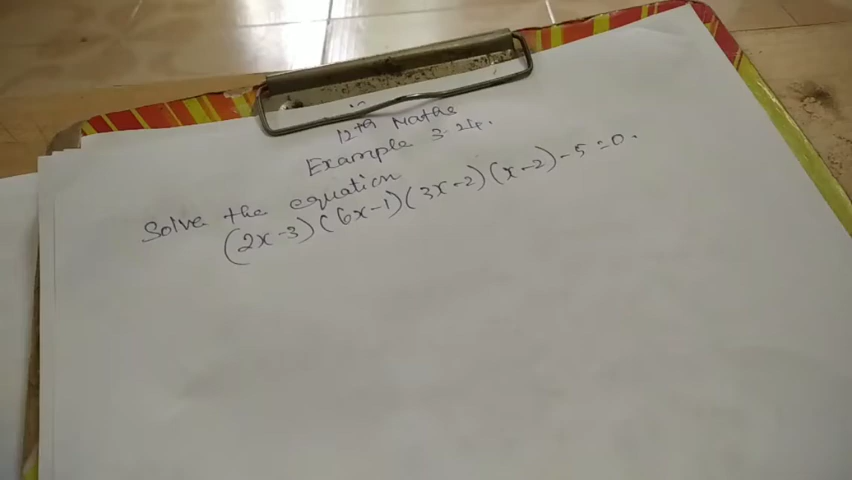 12th Maths
Example 3.24.
Solve the equation
(2x-3)(6x-1)(3x-2)(x-2)-5=0.